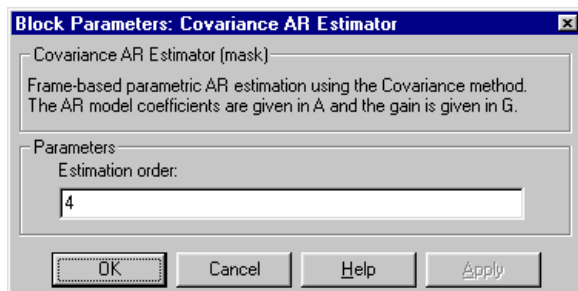 Block Parameters: Covariance AR Estimator
Covariance AR Estimator (mask)
Frame-based parametric AR estimation using the Covariance method.
The AR model coefficients are given in A and the gain is given in G.
Parameters
Estimation order:
4
OK Cancel Help Apply